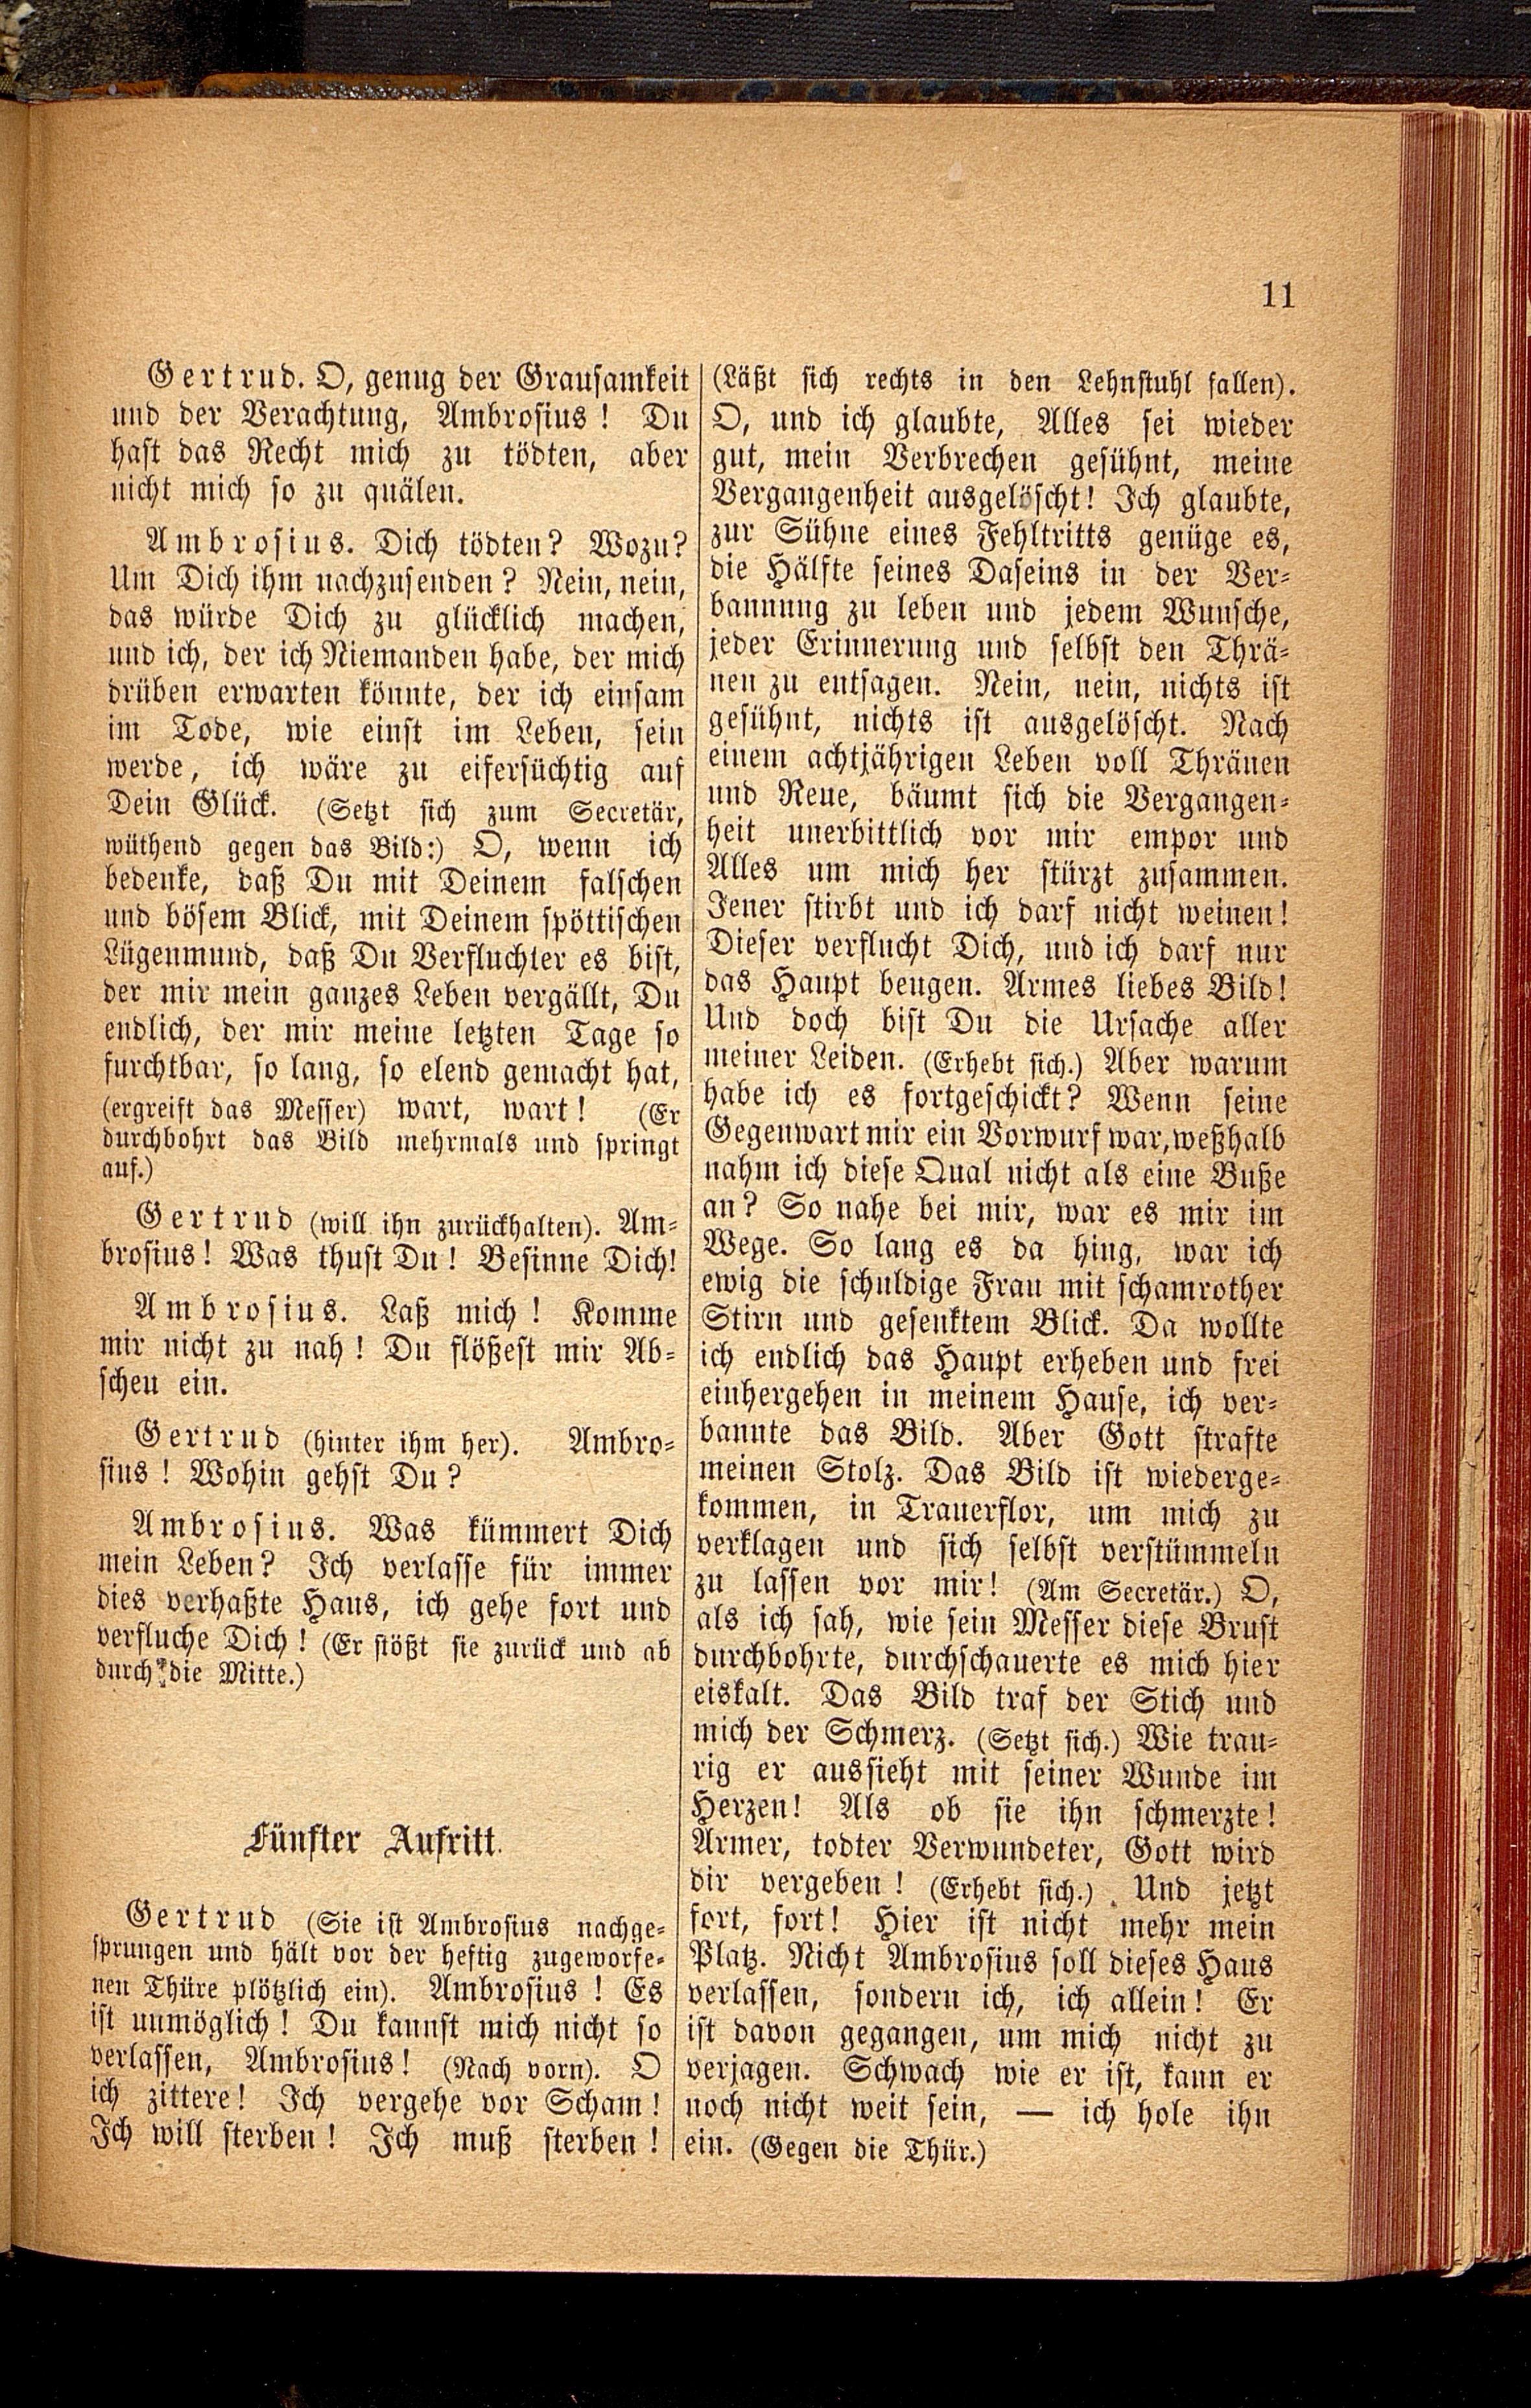 11
Gertrud. O, genug der Grausamkeit
und der Verachtung, Ambrosius! Du
hast das Recht mich zu tödten, aber
nicht mich so zu quälen.
Ambrosius. Dich tödten? Wozu?
Um Dich ihm nachzusenden? Nein, nein,
das würde Dich zu glücklich machen,
und ich, der ich Niemanden habe, der mich
drüben erwarten könnte, der ich einsam
im Tode, wie einst im Leben, sein
werde, ich wäre zu eifersüchtig auf
Dein Glück. (Setzt sich zum Secretär,
wüthend gegen das Bild:) O, wenn ich
bedenke, daß Du mit Deinem falschen
und bösem Blick, mit Deinem spöttischen
Lügenmund, daß Du Verfluchter es bist,
der mir mein ganzes Leben vergällt, Du
endlich, der mir meine letzten Tage so
furchtbar, so lang, so elend gemacht hat,
(ergreift das Messer) wart, wart! (Er
durchbohrt das Bild mehrmals und springt
auf.)
Gertrud (will ihn zurückhalten). Am-
brosius! Was thust Du! Besinne Dich!
Ambrosius. Laß mich! Komme
mir nicht zu nah! Du flößest mir Ab-
scheu ein.
Gertrud (hinter ihm her). Ambro-
sius! Wohin gehst Du?
Ambrosius. Was kümmert Dich
mein Leben? Ich verlasse für immer
dies verhaßte Haus, ich gehe fort und
verfluche Dich! (Er stößt sie zurück und ab
durch die Mitte.)
Fünfter Auftritt.
Gertrud (Sie ist Ambrosius nachge-
sprungen und hält vor der heftig zugeworfe-
nen Thüre plötzlich ein). Ambrosius! Es
ist unmöglich! Du kannst mich nicht so
verlassen, Ambrosius! (Nach vorn). O
ich zittere! Ich vergehe vor Scham!
Ich will sterben! Ich muß sterben!
(Läßt sich rechts in den Lehnstuhl fallen).
O, und ich glaubte, Alles sei wieder
gut, mein Verbrechen gesühnt, meine
Vergangenheit ausgelöscht! Ich glaubte,
zur Sühne eines Fehltritts genüge es,
die Hälfte seines Daseins in der Ver-
bannung zu leben und jedem Wunsche,
jeder Erinnerung und selbst den Thrä-
nen zu entsagen. Nein, nein, nichts ist
gesühnt, nichts ist ausgelöscht. Nach
einem achtjährigen Leben voll Thränen
und Reue, bäumt sich die Vergangen-
heit unerbittlich vor mir empor und
Alles um mich her stürzt zusammen.
Jener stirbt und ich darf nicht weinen!
Dieser verflucht Dich, und ich darf nur
das Haupt beugen. Armes liebes Bild!
Und doch bist Du die Ursache aller
meiner Leiden. (Erhebt sich.) Aber warum
habe ich es fortgeschickt? Wenn seine
Gegenwart mir ein Vorwurf war, weßhalb
nahm ich diese Qual nicht als eine Buße
an? So nahe bei mir, war es mir im
Wege. So lang es da hing, war ich
ewig die schuldige Frau mit schamrother
Stirn und gesenktem Blick. Da wollte
ich endlich das Haupt erheben und frei
einhergehen in meinem Hause, ich ver-
bannte das Bild. Aber Gott strafte
meinen Stolz. Das Bild ist wiederge-
kommen, in Trauerflor, um mich zu
verklagen und sich selbst verstümmeln
zu lassen vor mir! (Am Secretär.) O,
als ich sah, wie sein Messer diese Brust
durchbohrte, durchschauerte es mich hier
eiskalt. Das Bild traf der Stich und
mich der Schmerz. (Setzt sich.) Wie trau-
rig er aussieht mit seiner Wunde im
Herzen! Als ob sie ihn schmerzte!
Armer, todter Verwundeter, Gott wird
dir vergeben! (Erhebt sich.) Und jetzt
fort, fort! Hier ist nicht mehr mein
Platz. Nicht Ambrosius soll dieses Haus
verlassen, sondern ich, ich allein! Er
ist davon gegangen, um mich nicht zu
verjagen. Schwach wie er ist, kann er
noch nicht weit sein, — ich hole ihn
ein. (Gegen die Thür.)